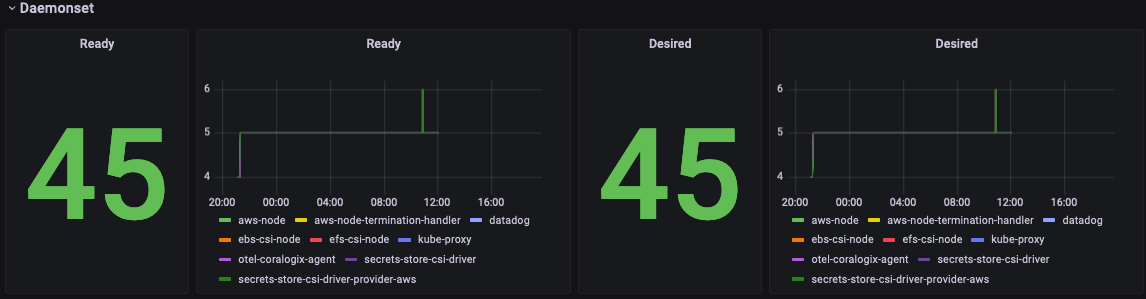 Daemonset
Ready
45
Ready
6
5
4
20:00 00:00 04:00 08:00 12:00 16:00
aws-node aws-node-termination-handler datadog
ebs-csi-node efs-csi-node kube-proxy
otel-coralogix-agent secrets-store-csi-driver
secrets-store-csi-driver-provider-aws
Desired
45
Desired
6
5
4
20:00 00:00 04:00 08:00 12:00 16:00
aws-node aws-node-termination-handler datadog
ebs-csi-node efs-csi-node kube-proxy
otel-coralogix-agent secrets-store-csi-driver
secrets-store-csi-driver-provider-aws